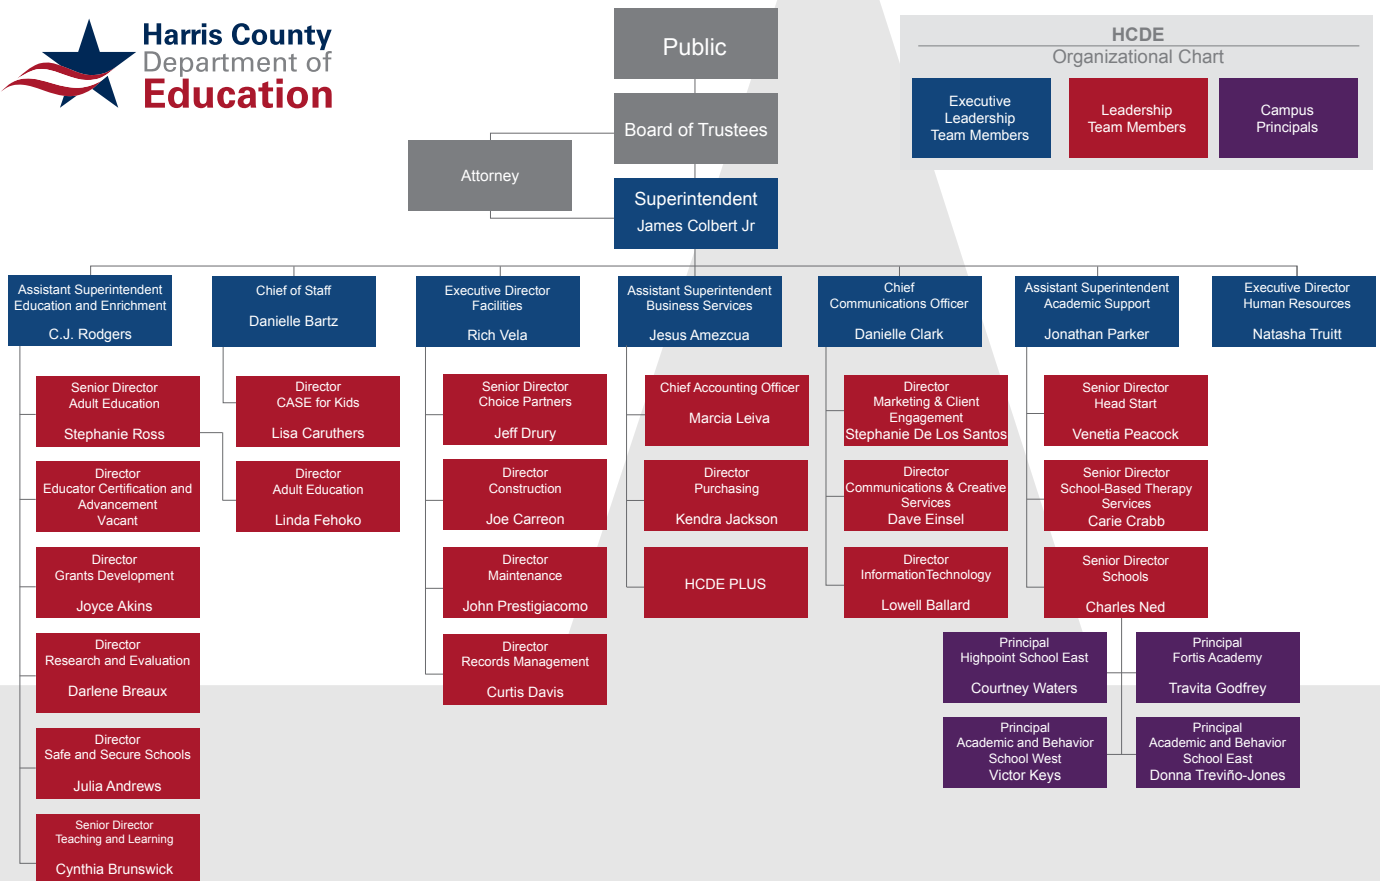 Harris County
Department of
Education
Public
Board of Trustees
Attorney
Superintendent
James Colbert Jr
HCDE
Organizational Chart
Executive
Leadership
Team Members
Leadership
Team Members
Campus
Principals
Assistant Superintendent
Education and Enrichment
C.J. Rodgers
Chief of Staff
Danielle Bartz
Executive Director
Facilities
Rich Vela
Assistant Superintendent
Business Services
Jesus Amezcua
Chief
Communications Officer
Danielle Clark
Assistant Superintendent
Academic Support
Jonathan Parker
Executive Director
Human Resources
Natasha Truitt
Senior Director
Adult Education
Stephanie Ross
Director
Educator Certification and
Advancement
Vacant
Director
Grants Development
Joyce Akins
Director
Research and Evaluation
Darlene Breaux
Director
Safe and Secure Schools
Julia Andrews
Senior Director
Teaching and Learning
Cynthia Brunswick
Director
CASE for Kids
Lisa Caruthers
Director
Adult Education
Linda Fehoko
Senior Director
Choice Partners
Jeff Drury
Director
Construction
Joe Carreon
Director
Maintenance
John Prestigiacomo
Director
Records Management
Curtis Davis
Chief Accounting Officer
Marcia Leiva
Director
Purchasing
Kendra Jackson
HCDE PLUS
Director
Marketing & Client
Engagement
Stephanie De Los Santos
Director
Communications & Creative
Services
Dave Einsel
Director
InformationTechnology
Lowell Ballard
Senior Director
Head Start
Venetia Peacock
Senior Director
School-Based Therapy
Services
Carie Crabb
Senior Director
Schools
Charles Ned
Principal
Highpoint School East
Courtney Waters
Principal
Fortis Academy
Travita Godfrey
Principal
Academic and Behavior
School West
Victor Keys
Principal
Academic and Behavior
School East
Donna Treviño-Jones